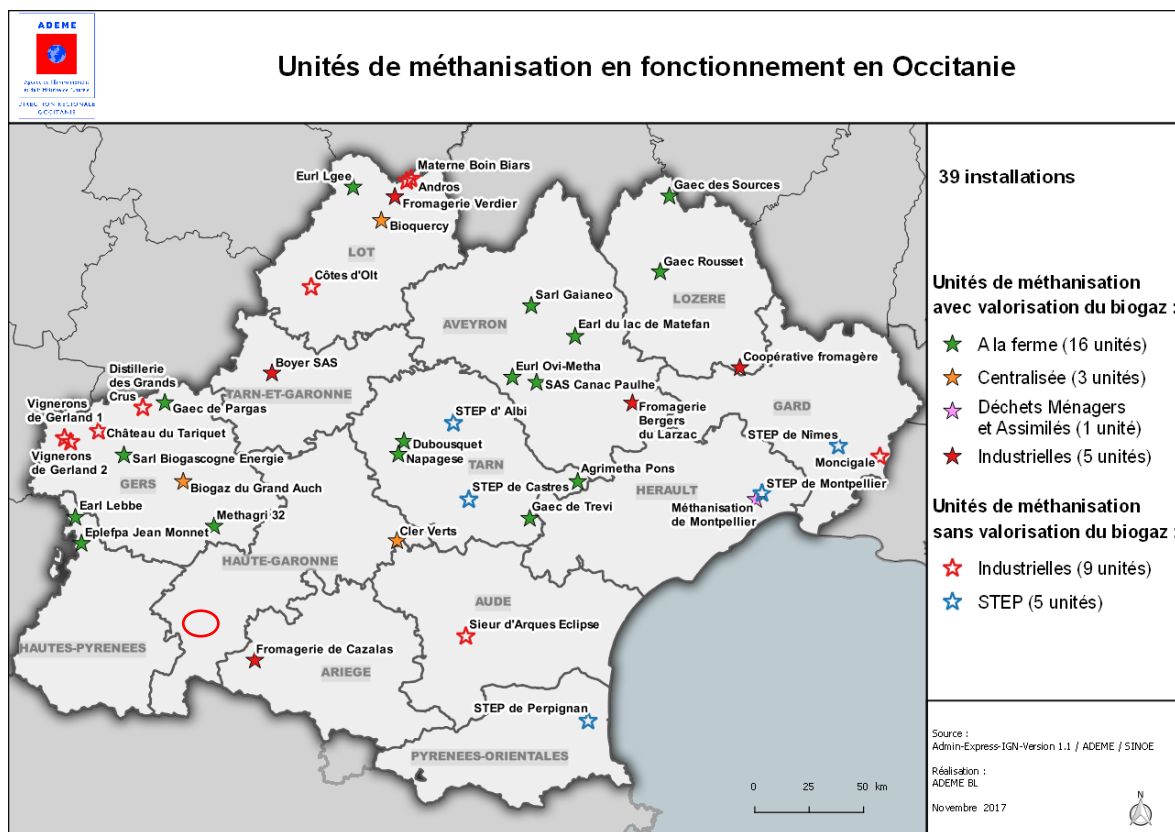 ADEME
DIRECTION REGIONALE
OCCITANIE
Unités de méthanisation en fonctionnement en Occitanie
Materne Boin Biars
Eurl Lgee
Andros
Fromagerie Verdier
Bioquercy
LOT
Côtes d'Olt
Gaec des Sources
Gaec Rousset
LOZERE
Sarl Gaianeo
AVEYRON
Earl du lac de Matefan
Boyer SAS
TARN-ET-GARONNE
Eurl Ovi-Metha
SAS Canac Paulhe
Coopérative fromagère
Distillerie
des Grands
Crus
Gaec de Pargas
Vignerons
de Gerland 1
Château du Tariquet
Vignerons
de Gerland 2
Sarl Biogascogne Energie
GERS
Biogaz du Grand Auch
STEP d' Albi
Dubousquet
Napagese
TARN
STEP de Castres
Fromagerie
Bergers
du Larzac
GARD
STEP de Nîmes
Moncigale
Agrimetha Pons
HERAULT
STEP de Montpellier
Méthanisation
de Montpellier
Gaec de Trevi
Earl Lebbe
Methagri 32
Eplefpa Jean Monnet
Cler Verts
HAUTE-GARONNE
AUDE
Sieur d'Arques Eclipse
HAUTES-PYRENEES
Fromagerie de Cazalas
ARIEGE
STEP de Perpignan
PYRENEES-ORIENTALES
0 25 50 km
39 installations
Unités de méthanisation
avec valorisation du biogaz :
A la ferme (16 unités)
Centralisée (3 unités)
Déchets Ménagers
et Assimilés (1 unité)
Industrielles (5 unités)
Unités de méthanisation
sans valorisation du biogaz :
Industrielles (9 unités)
STEP (5 unités)
Source :
Admin-Express-IGN-Version 1.1 / ADEME / SINOE
Réalisation :
ADEME BL
Novembre 2017
N